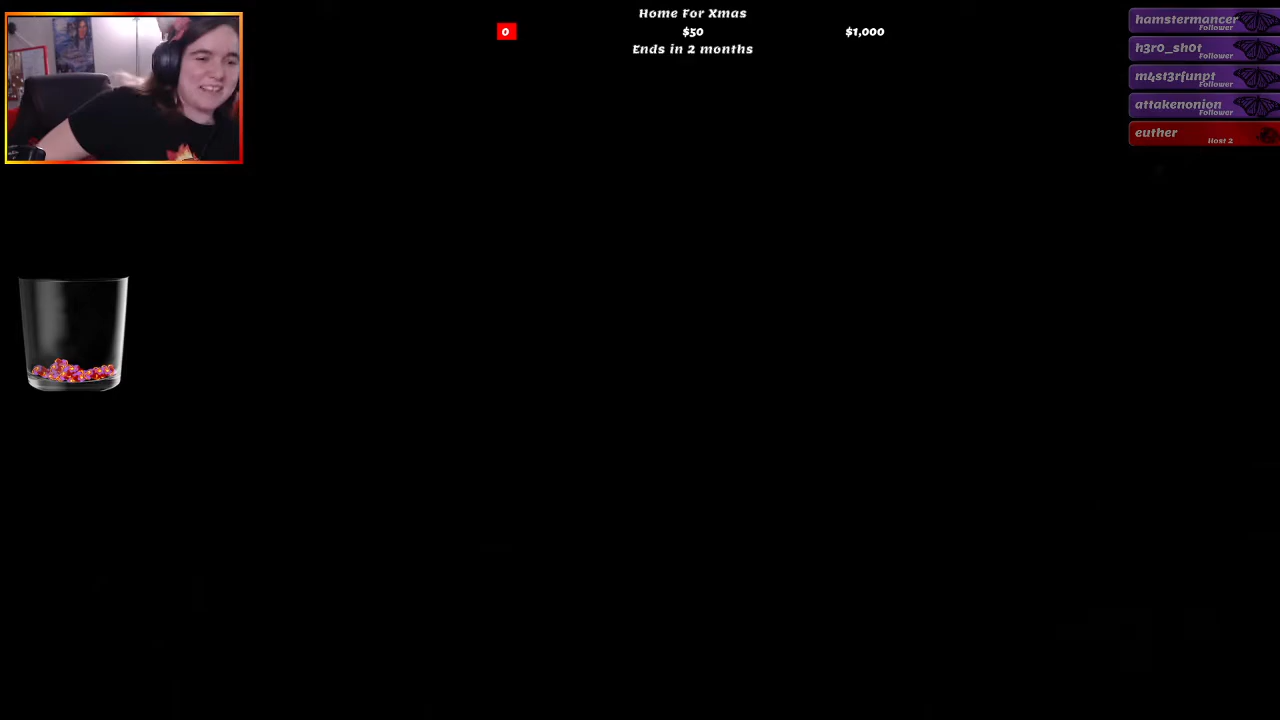 Home For Xmas
0 $50 $1,000
Ends in 2 months
hamstermancer
Follower
h3r0_sh0t
Follower
m4st3rfunpt
Follower
attakenonion
Follower
euther
Host 2